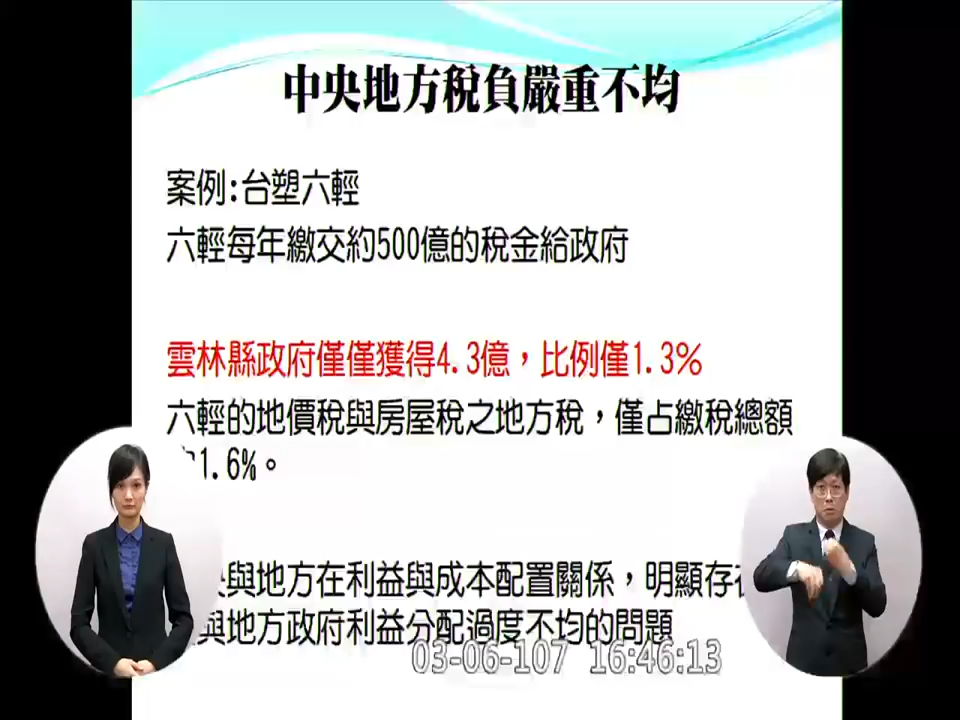 中央地方稅負嚴重不均
案例:台塑六輕
六輕每年繳交約500億的稅金給政府
雲林縣政府僅僅獲得4.3億，比例僅1.3%
六輕的地價稅與房屋稅之地方稅，僅占繳稅總額
1.6%。
與地方在利益與成本配置關係，明顯存
與地方政府利益分配過度不均的問題
03-06-107 16:46:13